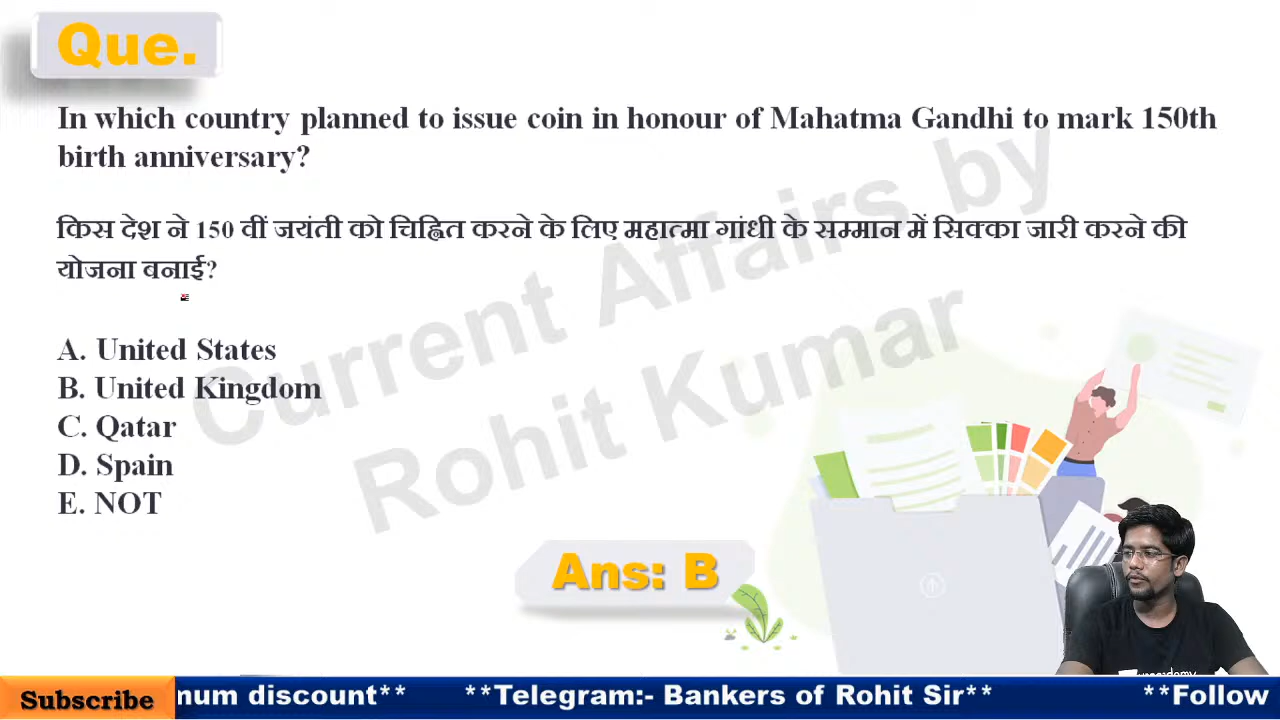 Que.
In which country planned to issue coin in honour of Mahatma Gandhi to mark 150th
birth anniversary?
किस देश ने 150 वीं जयंती को चिह्नित करने के लिए महात्मा गांधी के सम्मान में सिक्का जारी करने की
योजना बनाई?
A. United States
B. United Kingdom
C. Qatar
D. Spain
E. NOT
Current Affairs by
Rohit Kumar
Ans: B
Subscribe
num discount** **Telegram:- Bankers of Rohit Sir** **Follow